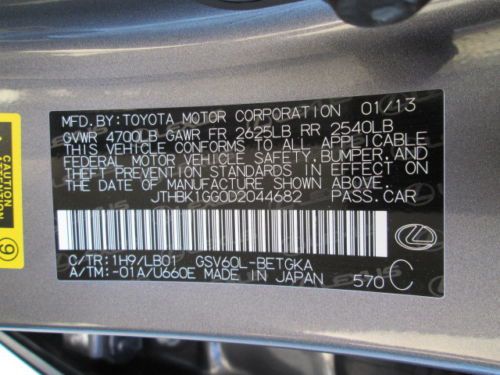 MFD.BY:TOYOTA MOTOR CORPORATION 01/13
GVWR 4700LB GAWR FR 2625LB RR 2540LB
THIS VEHICLE CONFORMS TO ALL APPLICABLE
FEDERAL MOTOR VEHICLE SAFETY,BUMPER,AND
THEFT PREVENTION STANDARDS IN EFFECT ON
THE DATE OF MANUFACTURE SHOWN ABOVE.
JTHBK1GG0D2044682 PASS.CAR
C/TR:1H9/LB01 GSV60L-BETGKA
A/TM:-01A/U660E MADE IN JAPAN 570 C
CAUTION
9